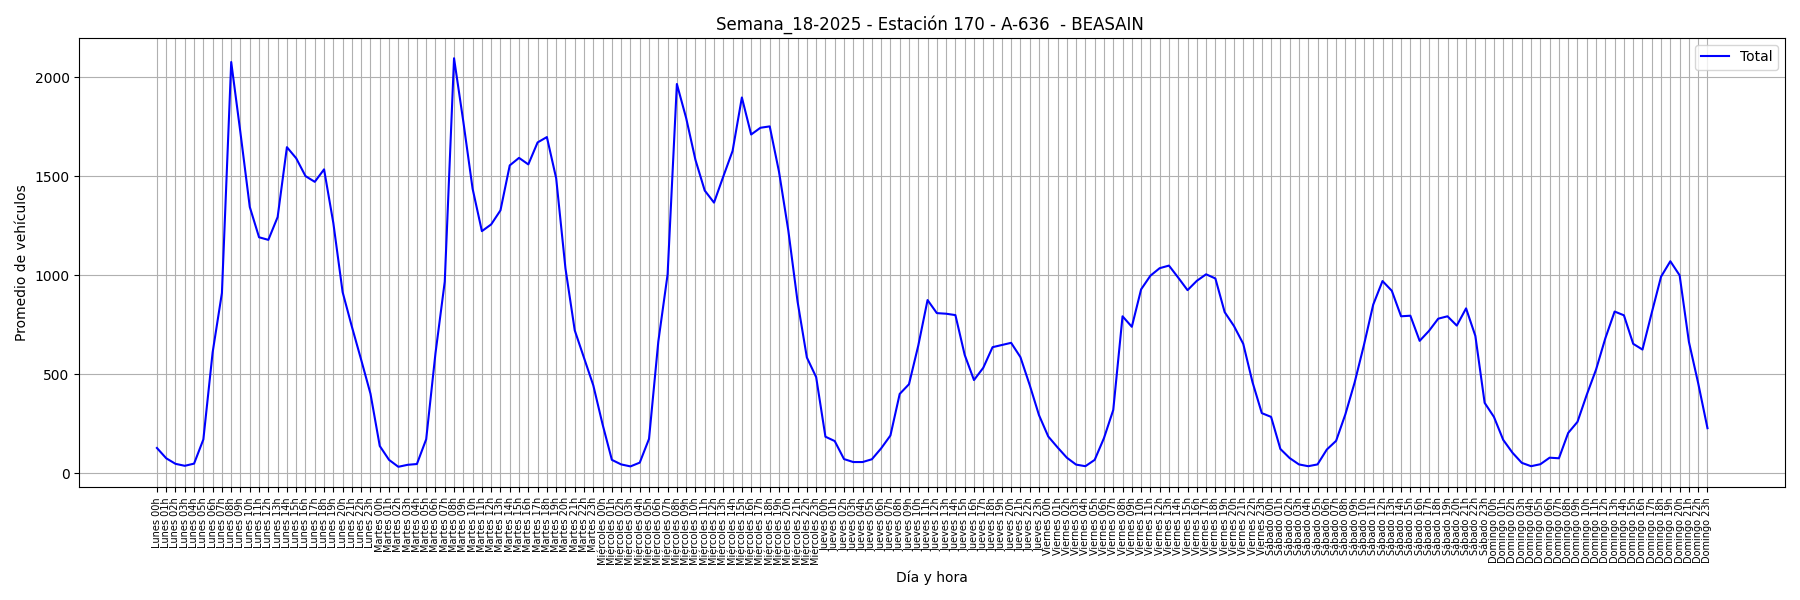 Semana_18-2025 - Estación 170 - A-636  - BEASAIN
Total
Promedio de vehículos
2000
1500
1000
500
0
Lunes 00h
Lunes 01h
Lunes 02h
Lunes 03h
Lunes 04h
Lunes 05h
Lunes 06h
Lunes 07h
Lunes 08h
Lunes 09h
Lunes 10h
Lunes 11h
Lunes 12h
Lunes 13h
Lunes 14h
Lunes 15h
Lunes 16h
Lunes 17h
Lunes 18h
Lunes 19h
Lunes 20h
Lunes 21h
Lunes 22h
Lunes 23h
Martes 00h
Martes 01h
Martes 02h
Martes 03h
Martes 04h
Martes 05h
Martes 06h
Martes 07h
Martes 08h
Martes 09h
Martes 10h
Martes 11h
Martes 12h
Martes 13h
Martes 14h
Martes 15h
Martes 16h
Martes 17h
Martes 18h
Martes 19h
Martes 20h
Martes 21h
Martes 22h
Martes 23h
Miércoles 00h
Miércoles 01h
Miércoles 02h
Miércoles 03h
Miércoles 04h
Miércoles 05h
Miércoles 06h
Miércoles 07h
Miércoles 08h
Miércoles 09h
Miércoles 10h
Miércoles 11h
Miércoles 12h
Miércoles 13h
Miércoles 14h
Miércoles 15h
Miércoles 16h
Miércoles 17h
Miércoles 18h
Miércoles 19h
Miércoles 20h
Miércoles 21h
Miércoles 22h
Miércoles 23h
Jueves 00h
Jueves 01h
Jueves 02h
Jueves 03h
Jueves 04h
Jueves 05h
Jueves 06h
Jueves 07h
Jueves 08h
Jueves 09h
Jueves 10h
Jueves 11h
Jueves 12h
Jueves 13h
Jueves 14h
Jueves 15h
Jueves 16h
Jueves 17h
Jueves 18h
Jueves 19h
Jueves 20h
Jueves 21h
Jueves 22h
Jueves 23h
Viernes 00h
Viernes 01h
Viernes 02h
Viernes 03h
Viernes 04h
Viernes 05h
Viernes 06h
Viernes 07h
Viernes 08h
Viernes 09h
Viernes 10h
Viernes 11h
Viernes 12h
Viernes 13h
Viernes 14h
Viernes 15h
Viernes 16h
Viernes 17h
Viernes 18h
Viernes 19h
Viernes 20h
Viernes 21h
Viernes 22h
Viernes 23h
Sábado 00h
Sábado 01h
Sábado 02h
Sábado 03h
Sábado 04h
Sábado 05h
Sábado 06h
Sábado 07h
Sábado 08h
Sábado 09h
Sábado 10h
Sábado 11h
Sábado 12h
Sábado 13h
Sábado 14h
Sábado 15h
Sábado 16h
Sábado 17h
Sábado 18h
Sábado 19h
Sábado 20h
Sábado 21h
Sábado 22h
Sábado 23h
Domingo 00h
Domingo 01h
Domingo 02h
Domingo 03h
Domingo 04h
Domingo 05h
Domingo 06h
Domingo 07h
Domingo 08h
Domingo 09h
Domingo 10h
Domingo 11h
Domingo 12h
Domingo 13h
Domingo 14h
Domingo 15h
Domingo 16h
Domingo 17h
Domingo 18h
Domingo 19h
Domingo 20h
Domingo 21h
Domingo 22h
Domingo 23h
Día y hora